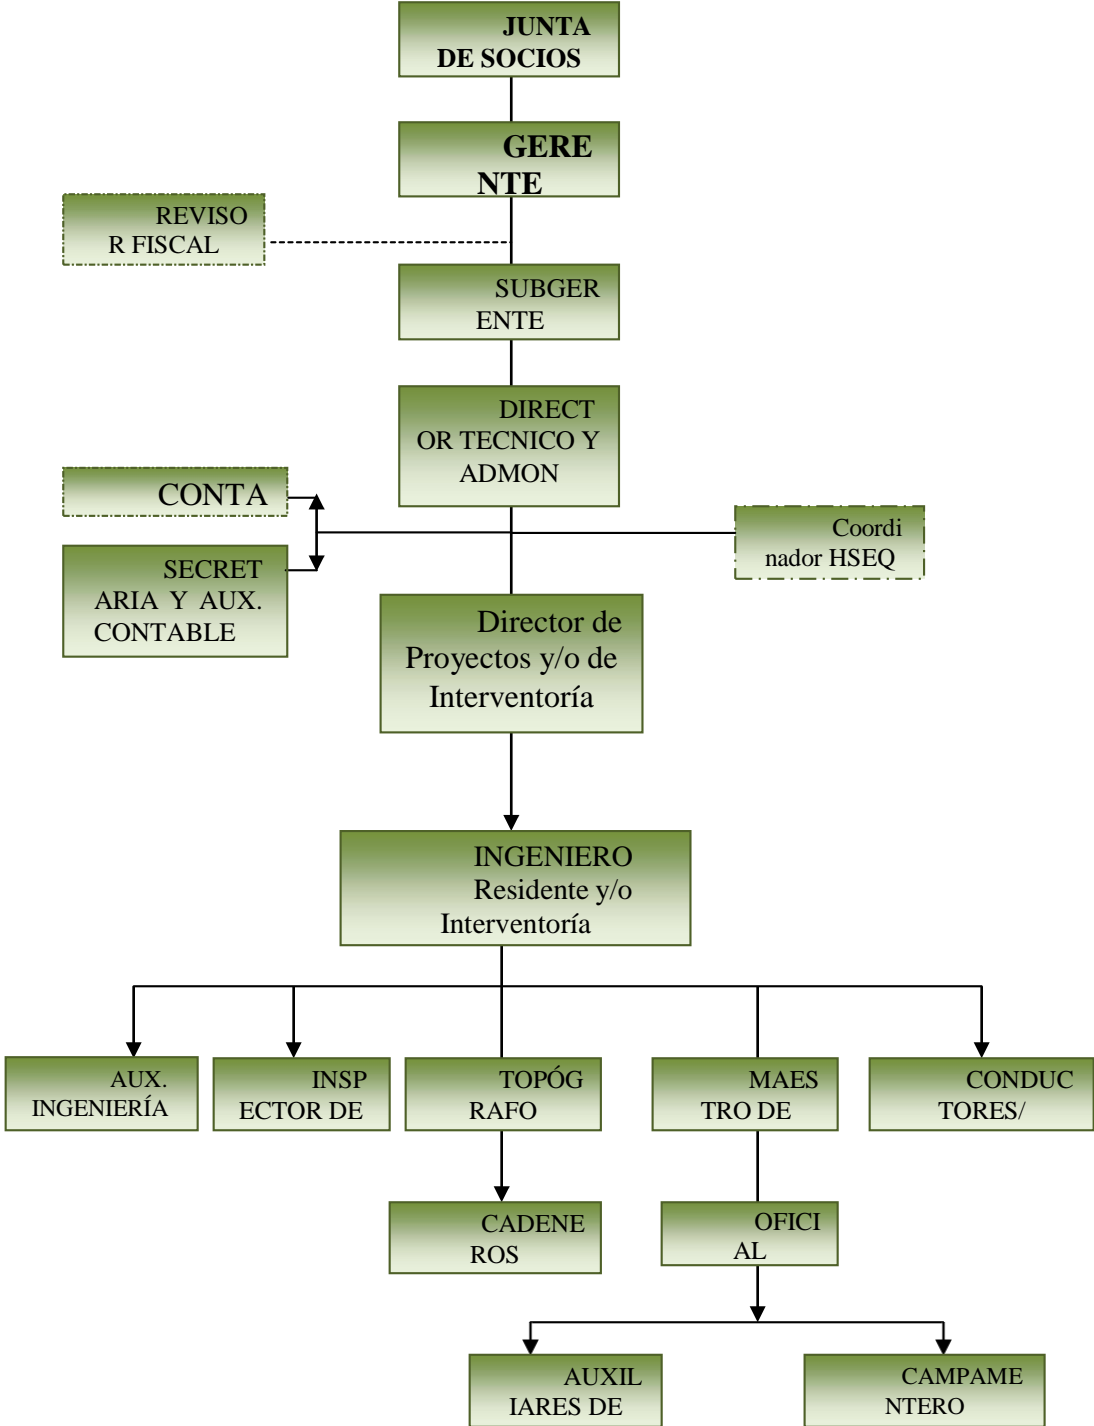 JUNTA
DE SOCIOS
GERE
NTE
REVISO
R FISCAL
SUBGER
ENTE
DIRECT
OR TECNICO Y
ADMON
CONTA
SECRET
ARIA Y AUX.
CONTABLE
Coordi
nador HSEQ
Director de
Proyectos y/o de
Interventoría
INGENIERO
Residente y/o
Interventoría
AUX.
INGENIERÍA
INSP
ECTOR DE
TOPÓG
RAFO
MAES
TRO DE
CONDUC
TORES/
CADENE
ROS
OFICI
AL
AUXIL
IARES DE
CAMPAME
NTERO